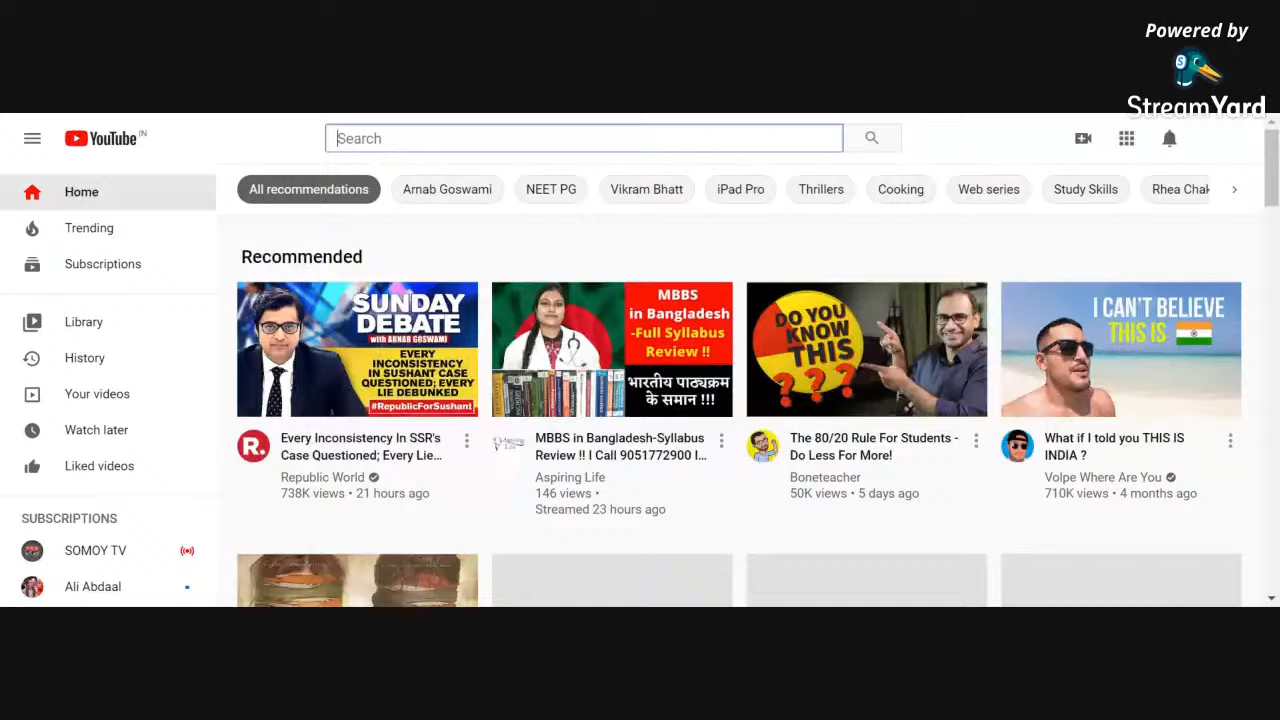 Powered by
StreamYard
YouTube IN
Search
Home
Trending
Subscriptions
Library
History
Your videos
Watch later
Liked videos
SUBSCRIPTIONS
SOMOY TV
Ali Abdaal
All recommendations
Arnab Goswami
NEET PG
Vikram Bhatt
iPad Pro
Thrillers
Cooking
Web series
Study Skills
Rhea Chak
Recommended
SUNDAY
DEBATE
with ARNAB GOSWAMI
EVERY
INCONSISTENCY
IN SUSHANT CASE
QUESTIONED; EVERY
LIE DEBUNKED
#RepublicForSushant
R.
Every Inconsistency In SSR's
Case Questioned; Every Lie...
Republic World
738K views • 21 hours ago
MBBS
in Bangladesh
-Full Syllabus
Review !!
भारतीय पाठ्यक्रम
के समान !!!
MBBS in Bangladesh-Syllabus
Review !! I Call 9051772900 I...
Aspiring Life
146 views •
Streamed 23 hours ago
DO YOU
KNOW
THIS
???
The 80/20 Rule For Students -
Do Less For More!
Boneteacher
50K views • 5 days ago
I CAN'T BELIEVE
THIS IS
What if I told you THIS IS
INDIA ?
Volpe Where Are You
710K views • 4 months ago